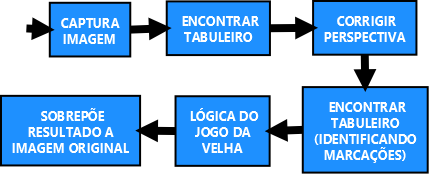 CAPTURA
IMAGEM
ENCONTRAR
TABULEIRO
CORRIGIR
PERSPECTIVA
ENCONTRAR
TABULEIRO
(IDENTIFICANDO
MARCAÇÕES)
LÓGICA DO
JOGO DA
VELHA
SOBREPÕE
RESULTADO A
IMAGEM ORIGINAL